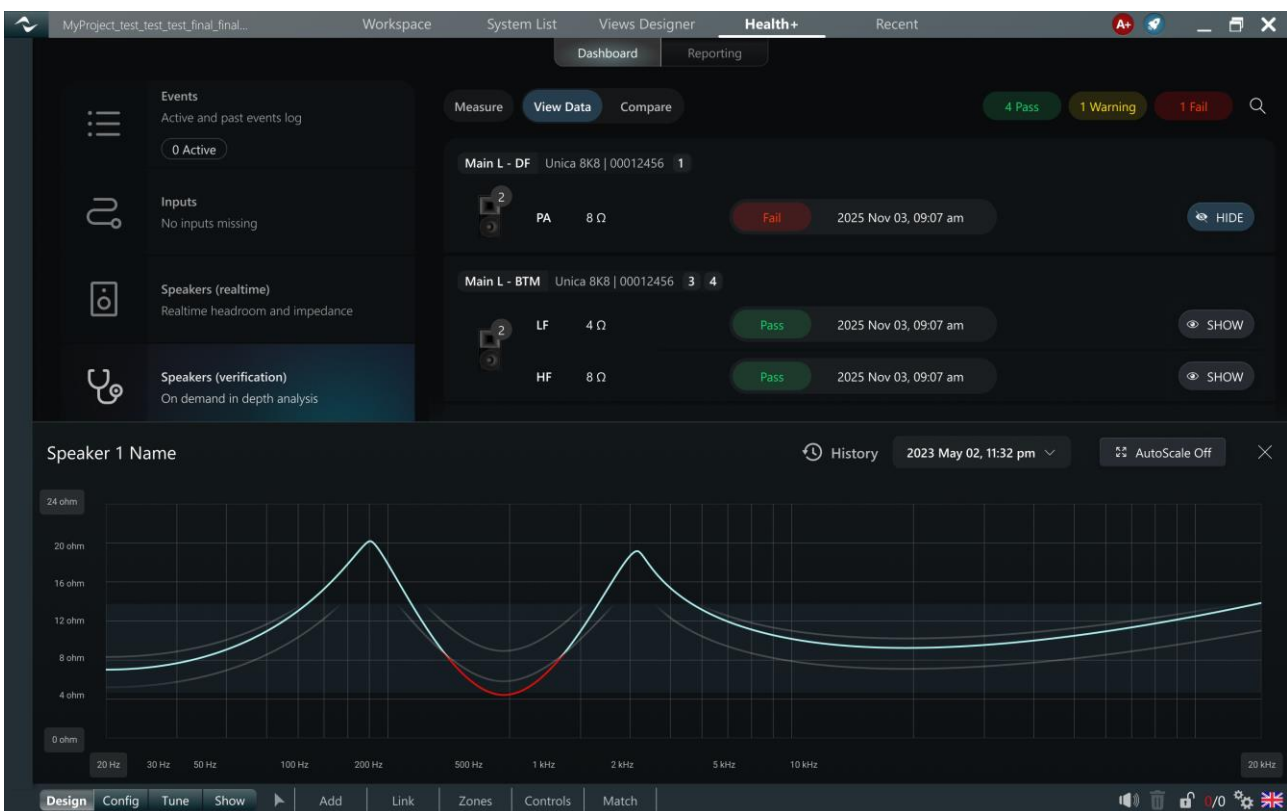 MyProject_test_test_test_final_final... Workspace System List Views Designer Health+ Recent A+
Dashboard Reporting
Events
Active and past events log
0 Active
Inputs
No inputs missing
Speakers (realtime)
Realtime headroom and impedance
Speakers (verification)
On demand in depth analysis
Measure View Data Compare 4 Pass 1 Warning 1 Fail
Main L - DF Unica 8K8 | 00012456 1
2 PA 8 Ω Fail 2025 Nov 03, 09:07 am HIDE
Main L - BTM Unica 8K8 | 00012456 3 4
2 LF 4 Ω Pass 2025 Nov 03, 09:07 am SHOW
HF 8 Ω Pass 2025 Nov 03, 09:07 am SHOW
Speaker 1 Name History 2023 May 02, 11:32 pm AutoScale Off
24 ohm
20 ohm
16 ohm
12 ohm
8 ohm
4 ohm
0 ohm
20 Hz 30 Hz 50 Hz 100 Hz 200 Hz 500 Hz 1 kHz 2 kHz 5 kHz 10 kHz 20 kHz
Design Config Tune Show Add Link Zones Controls Match 0/0